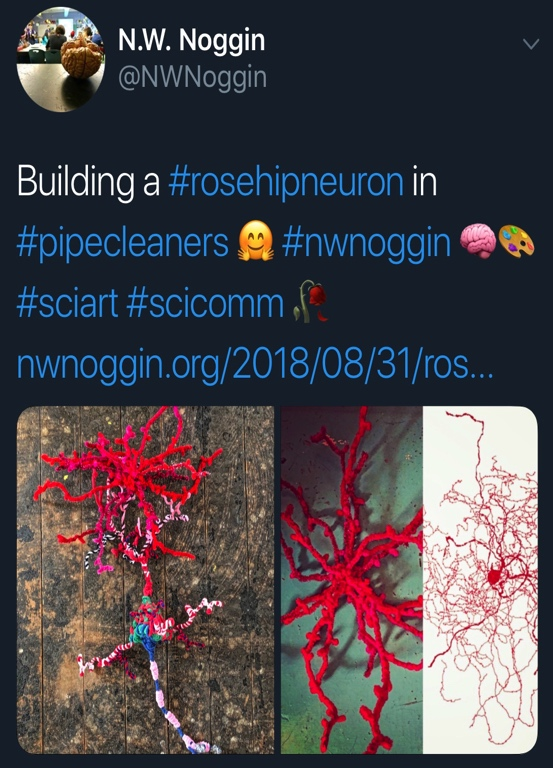 N.W. Noggin
@NWNoggin
Building a #rosehipneuron in
#pipecleaners 🤗 #nwnoggin 🧠🎨
#sciart #scicomm 🥀
nwnoggin.org/2018/08/31/ros...